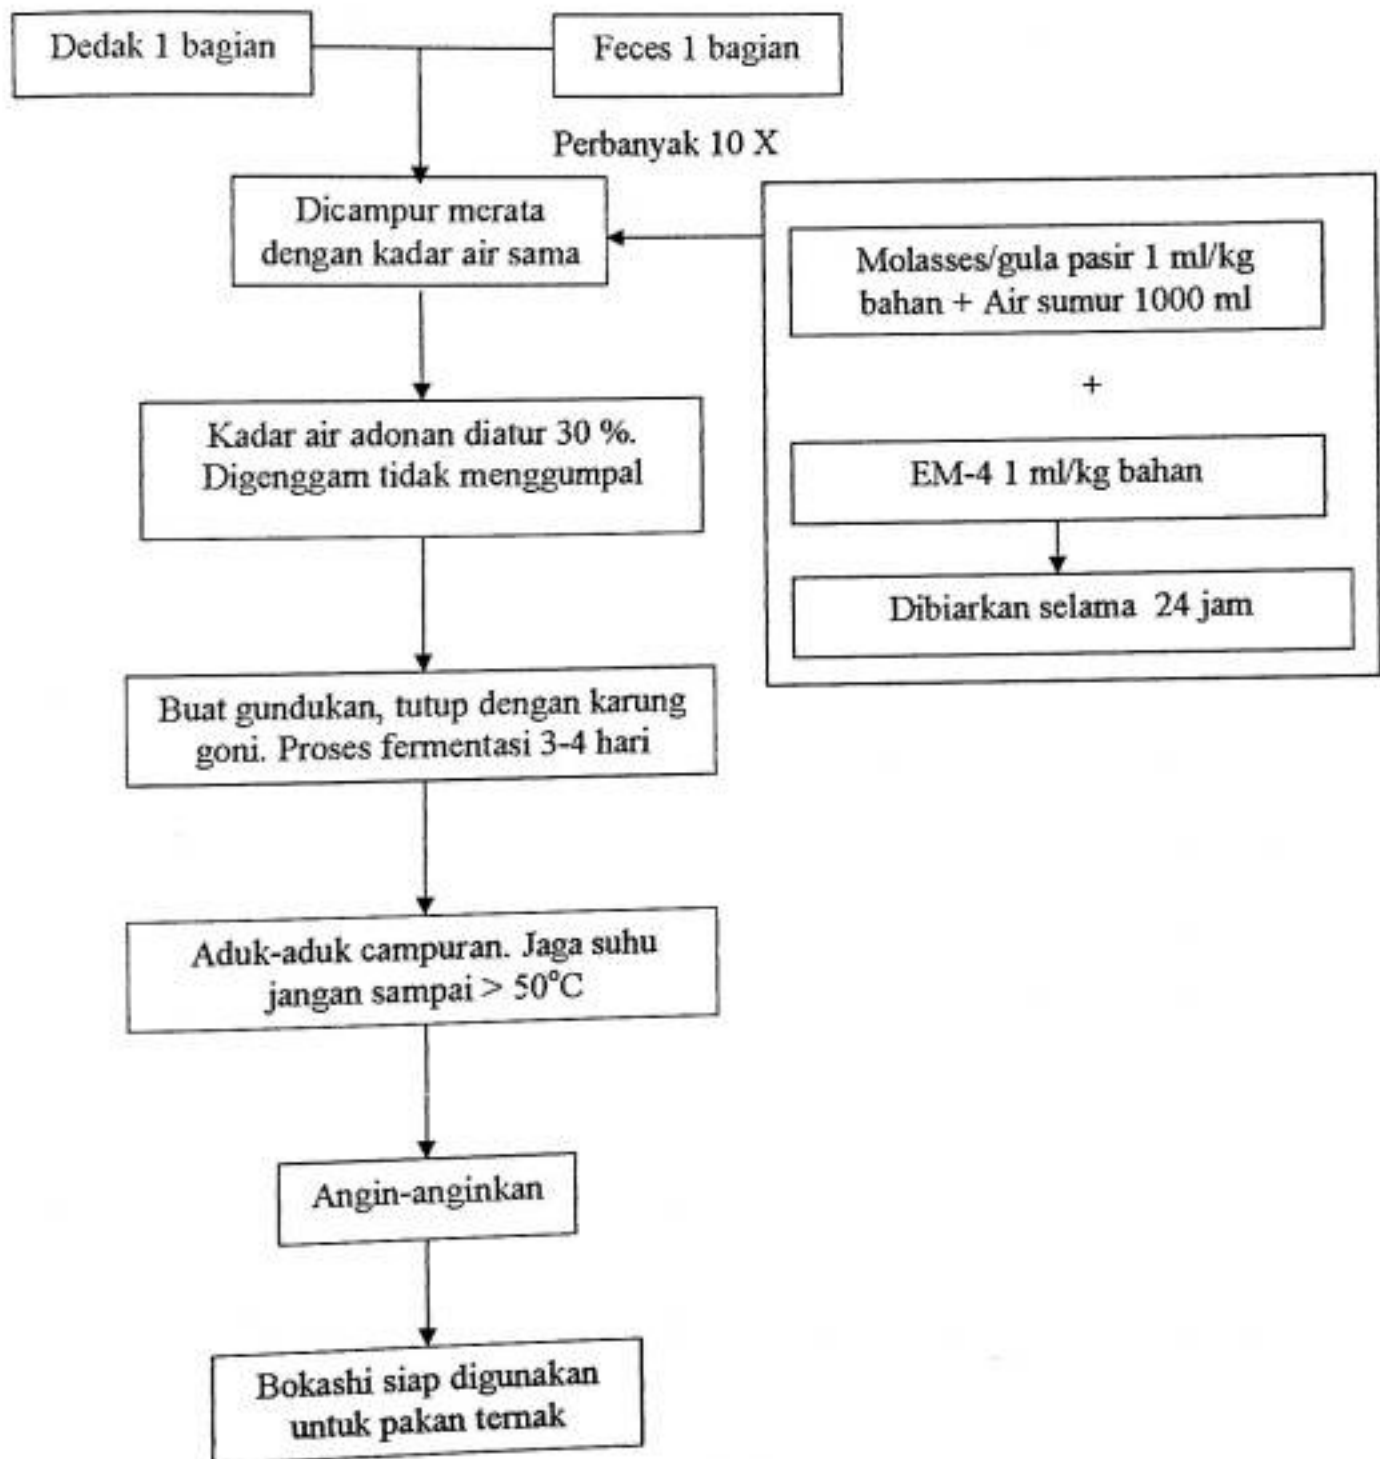 Dedak 1 bagian
Feces 1 bagian
Perbanyak 10 X
Dicampur merata
dengan kadar air sama
Molasses/gula pasir 1 ml/kg
bahan + Air sumur 1000 ml
+
EM-4 1 ml/kg bahan
Dibiarkan selama 24 jam
Kadar air adonan diatur 30 %.
Digenggam tidak menggumpal
Buat gundukan, tutup dengan karung
goni. Proses fermentasi 3-4 hari
Aduk-aduk campuran. Jaga suhu
jangan sampai > 50°C
Angin-anginkan
Bokashi siap digunakan
untuk pakan ternak